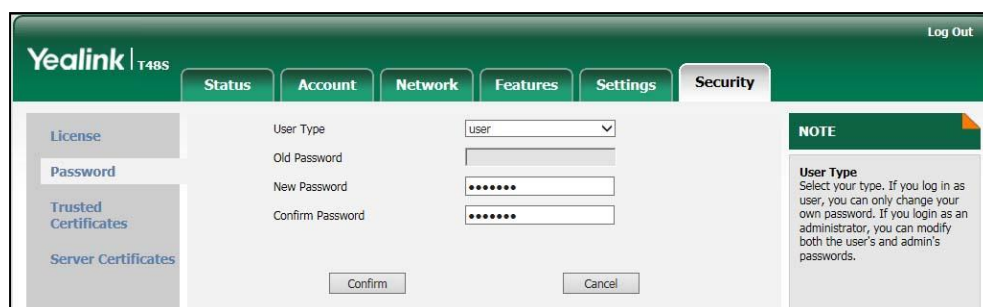 Log Out
Yealink | T48S
Status Account Network Features Settings Security
License
Password
Trusted
Certificates
Server Certificates
User Type user
Old Password
New Password •••••••
Confirm Password •••••••
Confirm Cancel
NOTE
User Type
Select your type. If you log in as
user, you can only change your
own password. If you login as an
administrator, you can modify
both the user's and admin's
passwords.